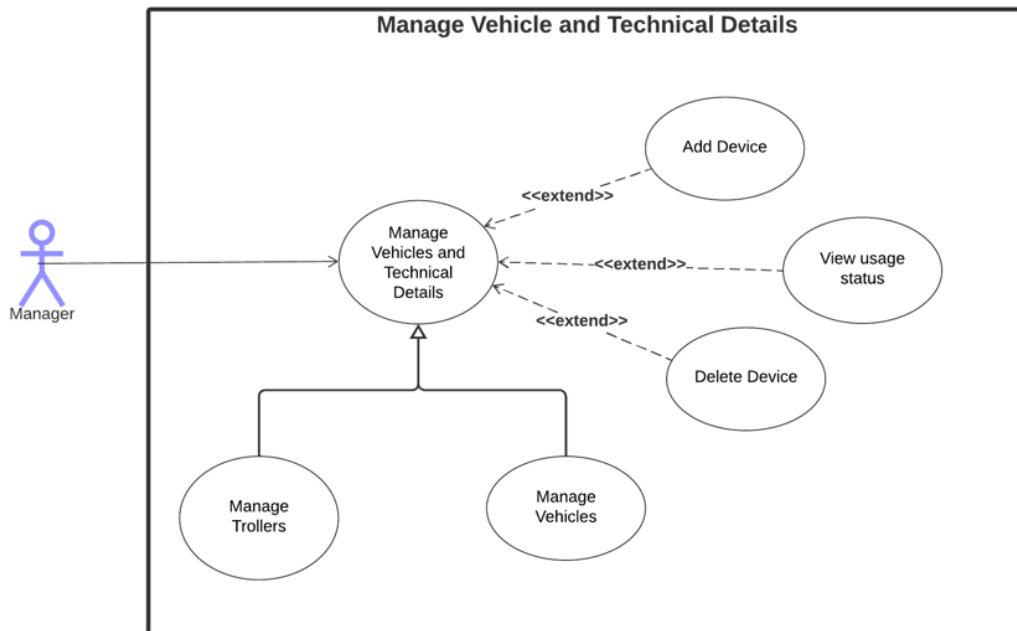 Manage Vehicle and Technical Details
Add Device
<<extend>>
Manage
Vehicles and
Technical
Details
<<extend>>
View usage
status
Manager
<<extend>>
Delete Device
Manage
Trollers
Manage
Vehicles